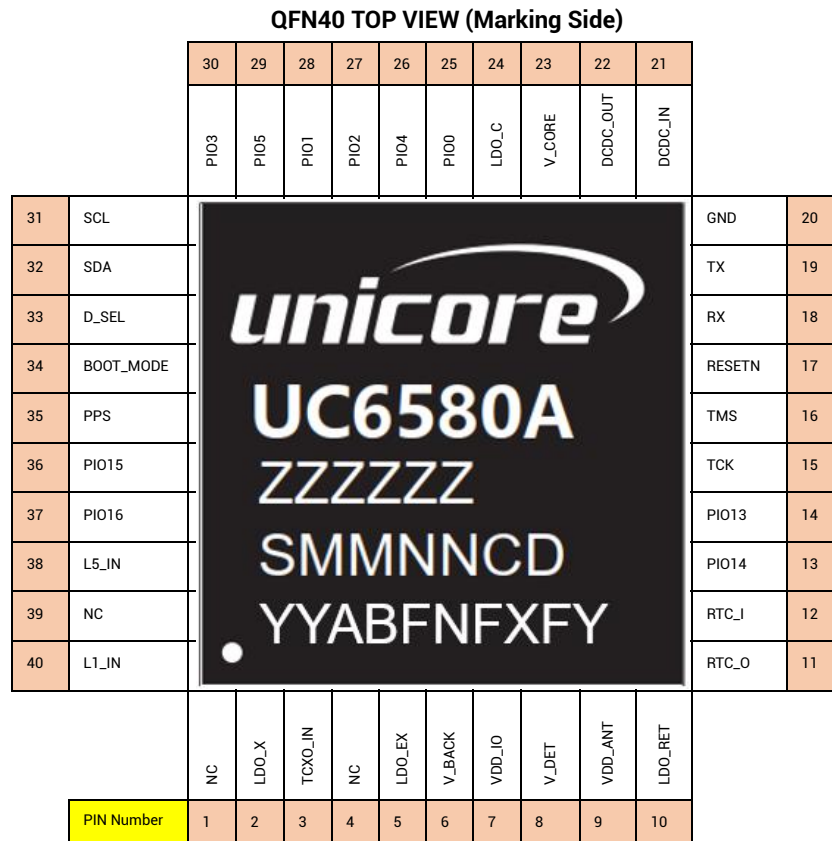 QFN40 TOP VIEW (Marking Side)
30 29 28 27 26 25 24 23 22 21
PIO3 PIO5 PIO1 PIO2 PIO4 PIO0 LDO_C V_CORE DCDC_OUT DCDC_IN
31 SCL GND 20
32 SDA TX 19
33 D_SEL RX 18
34 BOOT_MODE RESETN 17
35 PPS TMS 16
36 PIO15 TCK 15
37 PIO16 PIO13 14
38 L5_IN PIO14 13
39 NC RTC_I 12
40 L1_IN RTC_O 11
unicore
UC6580A
ZZZZZZ
SMMNNCD
YYABFNFXFY
NC LDO_X TCXO_IN NC LDO_EX V_BACK VDD_IO V_DET VDD_ANT LDO_RET
PIN Number 1 2 3 4 5 6 7 8 9 10